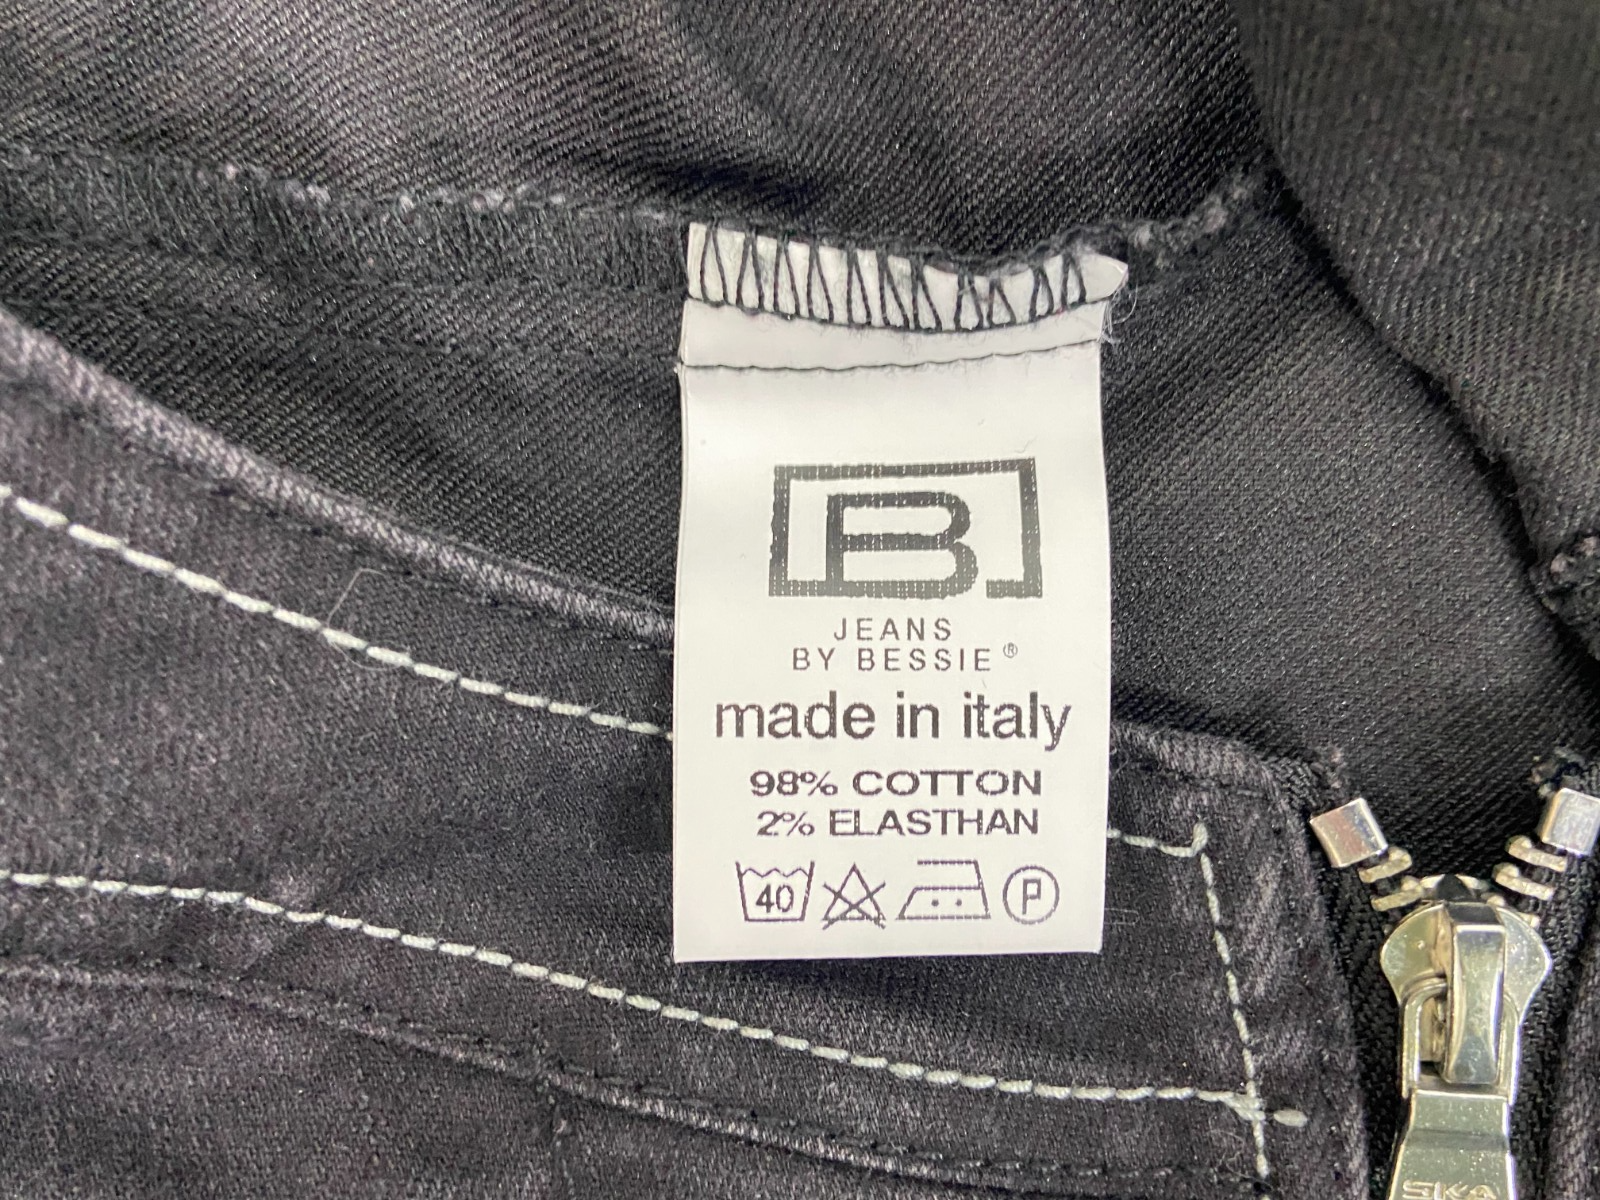 B
JEANS
BY BESSIE®
made in italy
98% COTTON
2% ELASTHAN
40 P